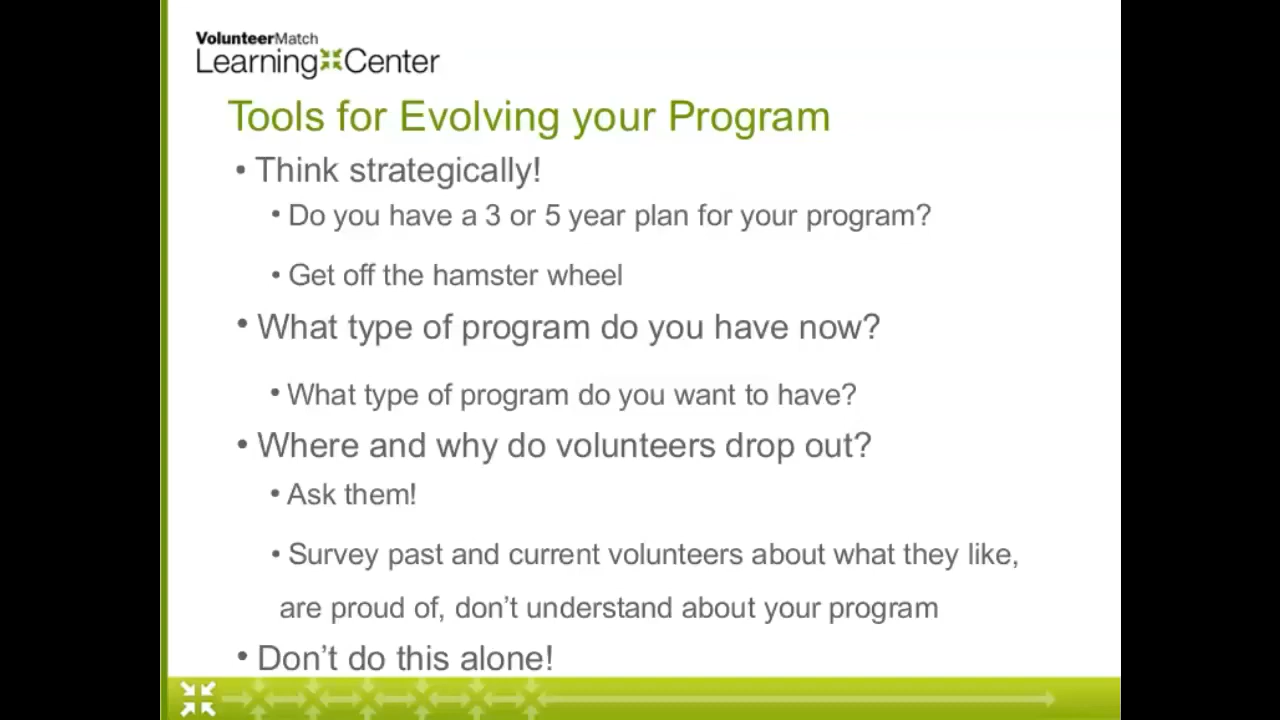 VolunteerMatch
Learning Center
Tools for Evolving your Program
• Think strategically!
• Do you have a 3 or 5 year plan for your program?
• Get off the hamster wheel
• What type of program do you have now?
• What type of program do you want to have?
• Where and why do volunteers drop out?
• Ask them!
• Survey past and current volunteers about what they like,
are proud of, don’t understand about your program
• Don’t do this alone!